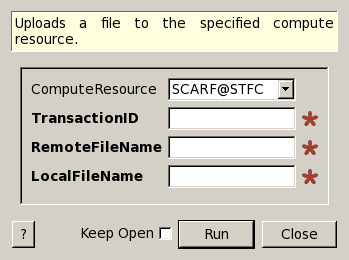 Uploads a file to the specified compute
resource.
ComputeResource SCARF@STFC
TransactionID
RemoteFileName
LocalFileName
? Keep Open Run Close